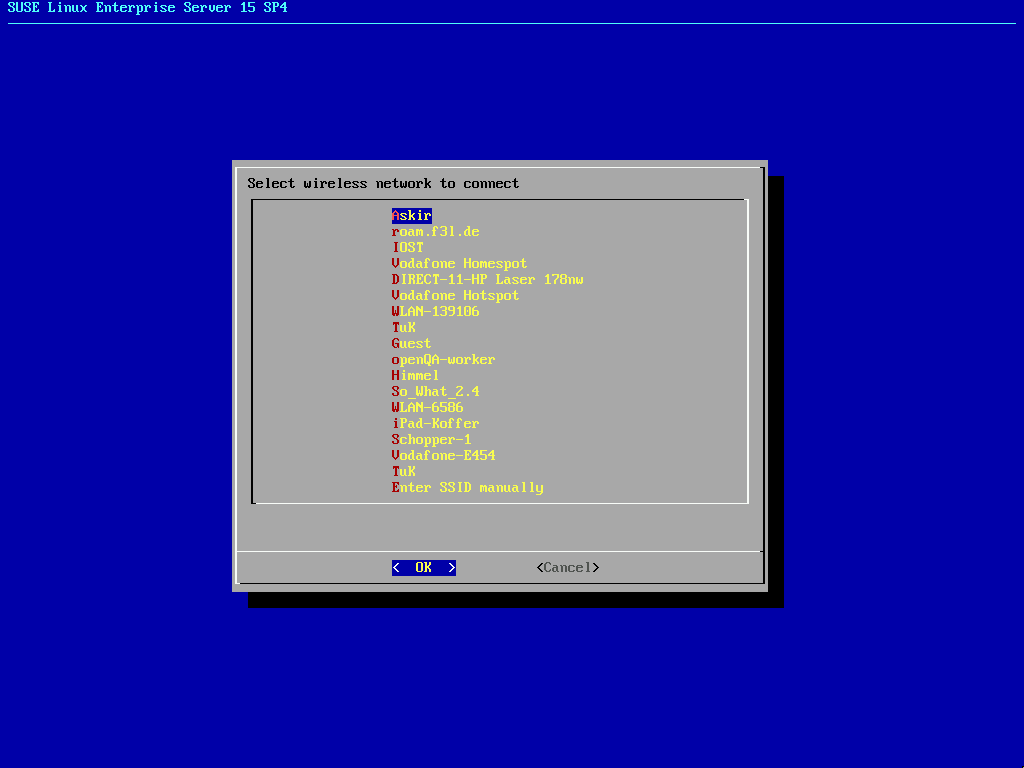 SUSE Linux Enterprise Server 15 SP4
Select wireless network to connect
Askir
roam.f3l.de
IOST
Vodafone Homespot
DIRECT-11-HP Laser 178nw
Vodafone Hotspot
WLAN-139106
TuK
Guest
openQA-worker
Himmel
So_What_2.4
WLAN-6586
iPad-Koffer
Schopper-1
Vodafone-E454
TuK
Enter SSID manually
<  OK  > <Cancel>